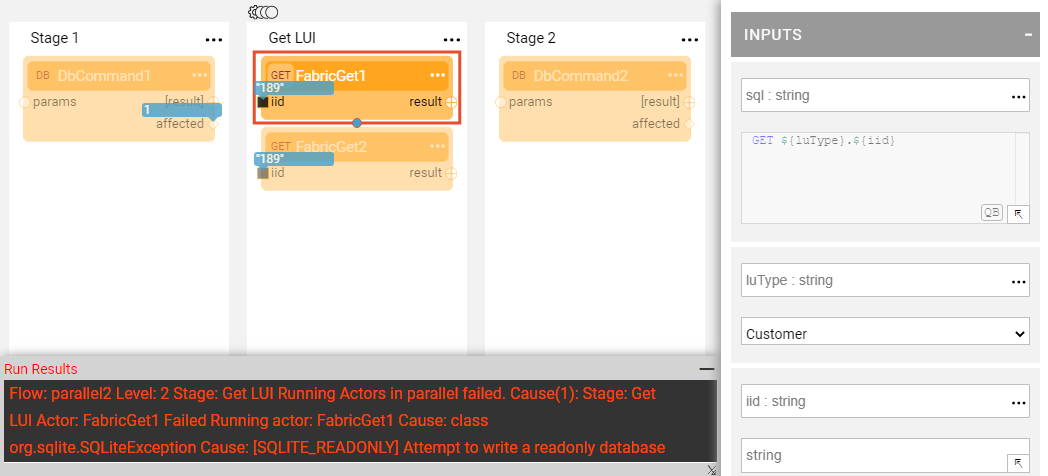 Stage 1
...
DB DbCommand1 ...
params
[result]
1
affected
Get LUI
...
GET FabricGet1 ...
"189"
iid
result
GET FabricGet2
"189"
iid
result
Stage 2
...
DB DbCommand2 ...
params
[result]
affected
INPUTS
sql : string ...
GET ${luType}.${iid}
QB
luType : string ...
Customer
iid : string ...
string
Run Results
Flow: parallel2 Level: 2 Stage: Get LUI Running Actors in parallel failed. Cause(1): Stage: Get
LUI Actor: FabricGet1 Failed Running actor: FabricGet1 Cause: class
org.sqlite.SQLiteException Cause: [SQLITE_READONLY] Attempt to write a readonly database